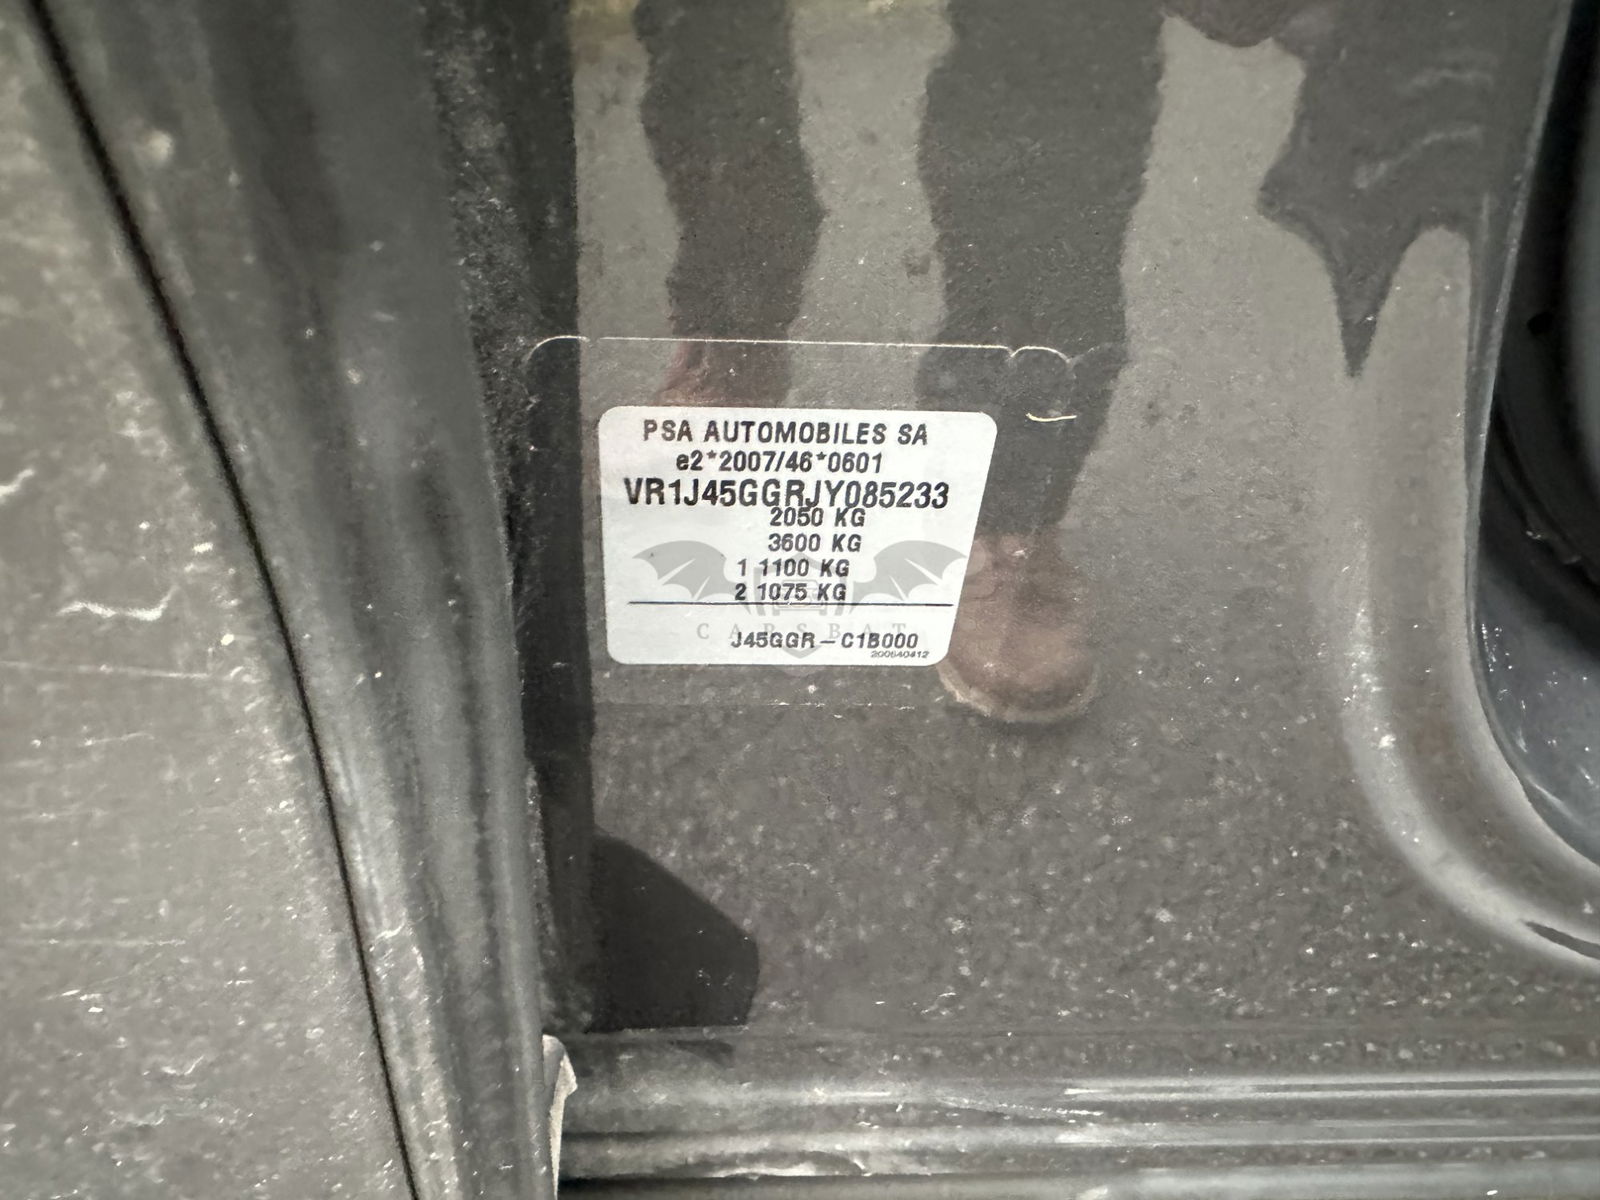 PSA AUTOMOBILES SA
e2*2007/46*0601
VR1J45GGRJY085233
2050 KG
3600 KG
1 1100 KG
2 1075 KG
CARSBAT
J45GGR-C1B000
200640412